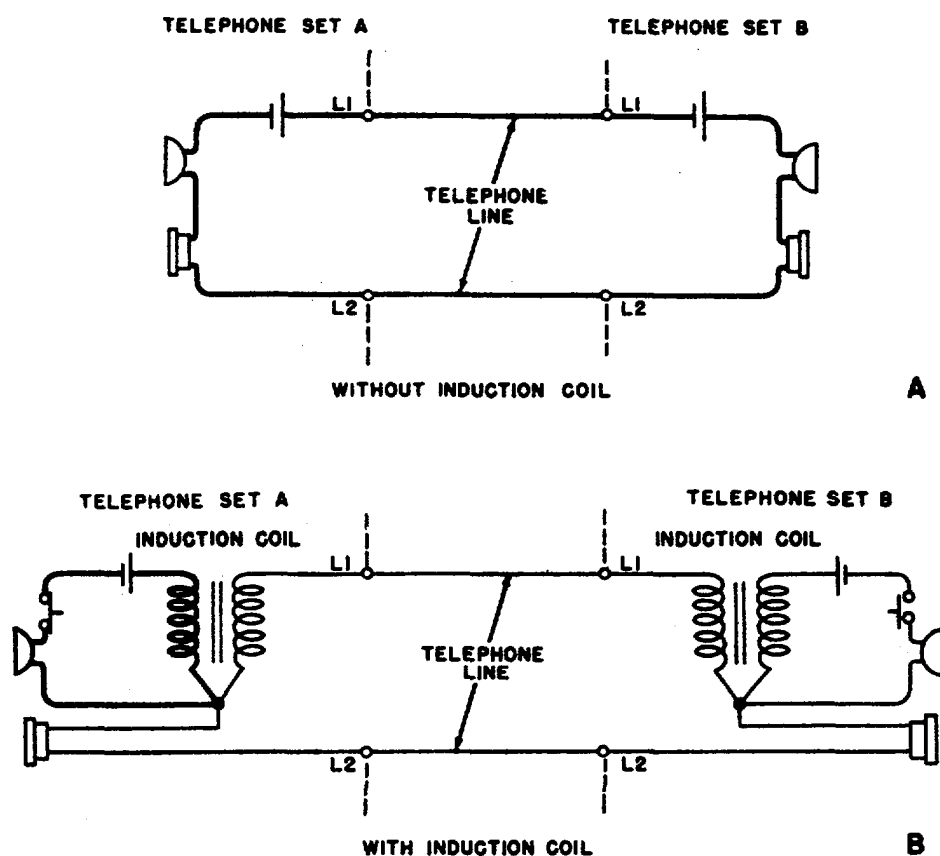 TELEPHONE SET A
TELEPHONE SET B
L1
L1
TELEPHONE
LINE
L2
L2
WITHOUT INDUCTION COIL
A
TELEPHONE SET A
TELEPHONE SET B
INDUCTION COIL
INDUCTION COIL
L1
L1
TELEPHONE
LINE
L2
L2
WITH INDUCTION COIL
B